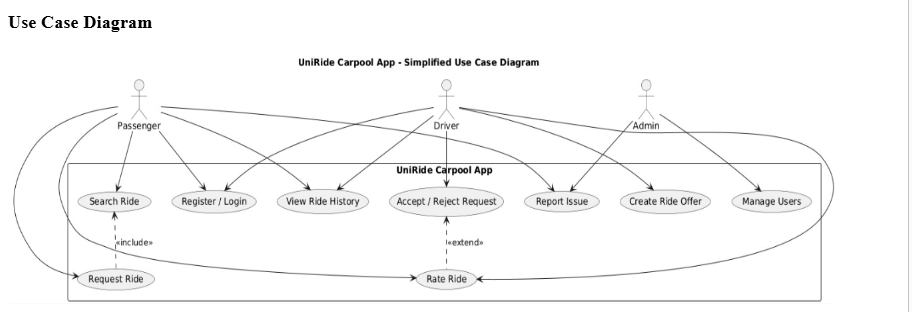 Use Case Diagram
UniRide Carpool App - Simplified Use Case Diagram
Passenger
Driver
Admin
UniRide Carpool App
Search Ride
Register / Login
View Ride History
Accept / Reject Request
Report Issue
Create Ride Offer
Manage Users
«include»
«extend»
Request Ride
Rate Ride